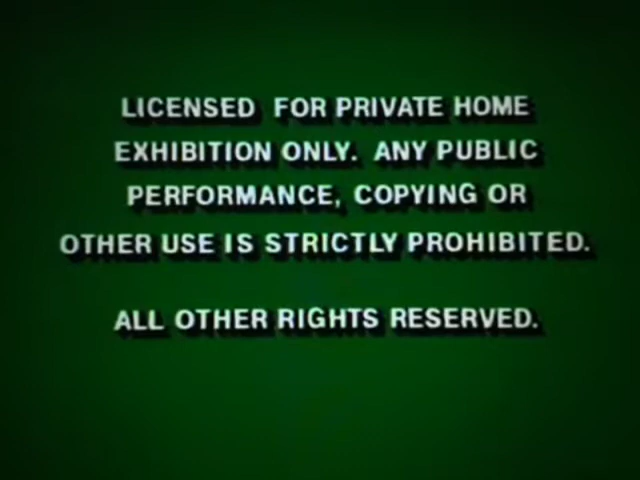 LICENSED FOR PRIVATE HOME
EXHIBITION ONLY. ANY PUBLIC
PERFORMANCE, COPYING OR
OTHER USE IS STRICTLY PROHIBITED.
ALL OTHER RIGHTS RESERVED.